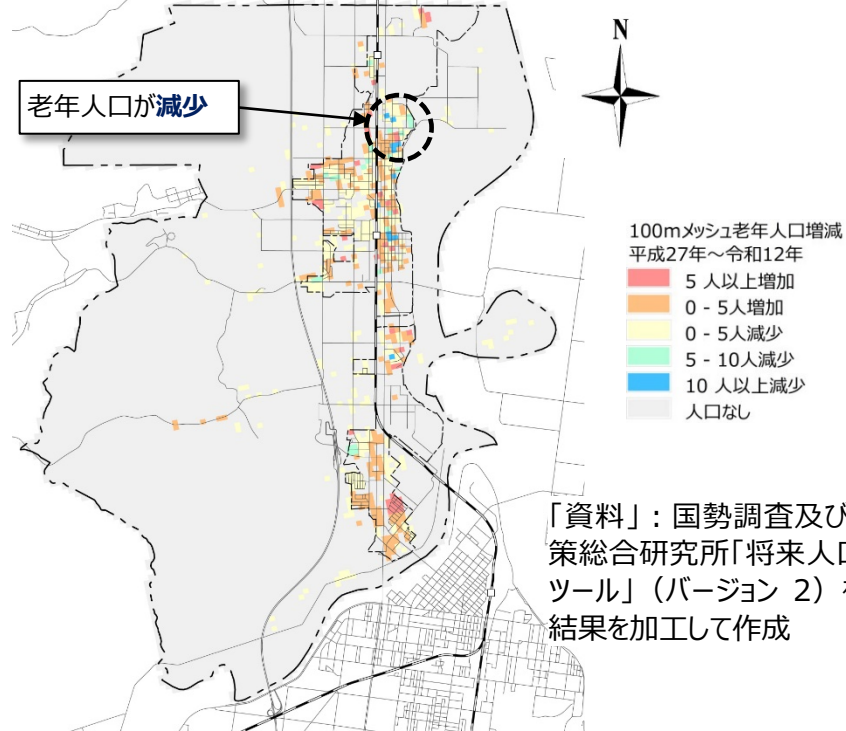 N
老年人口が減少
100mメッシュ老年人口増減
平成27年~令和12年
5 人以上増加
0 - 5人増加
0 - 5人減少
5 - 10人減少
10 人以上減少
人口なし
「資料」:国勢調査及び
策総合研究所「将来人口
ツール」(バージョン 2)
結果を加工して作成